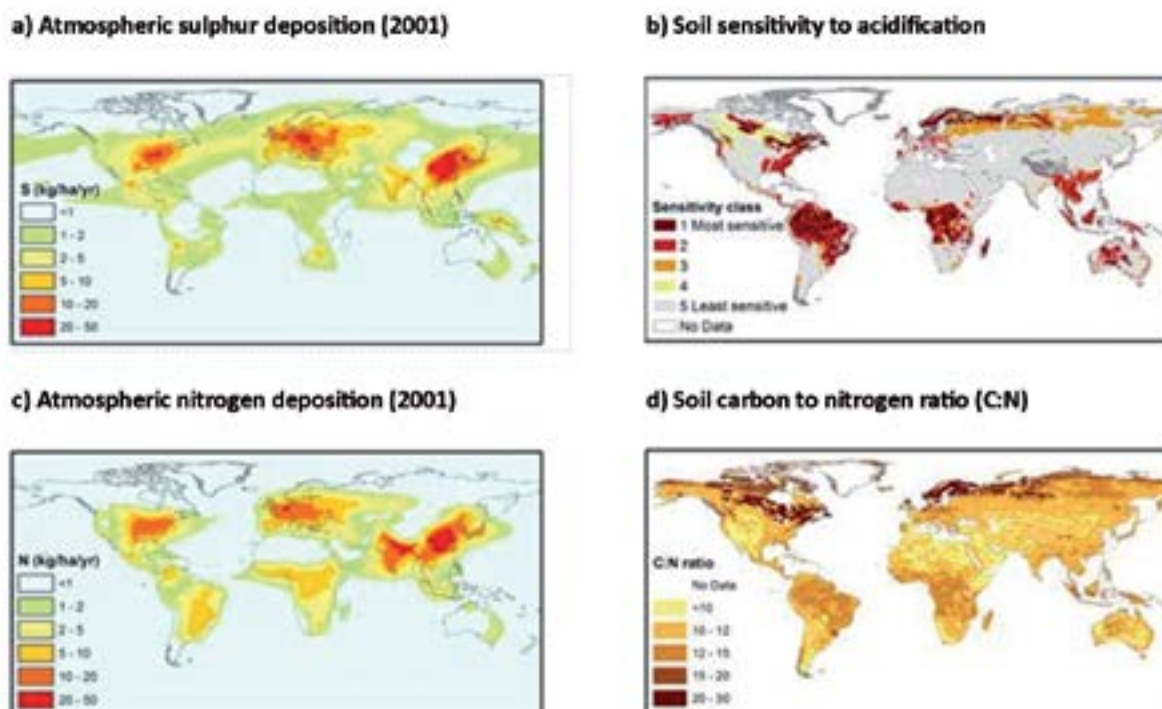 a) Atmospheric sulphur deposition (2001)
S (kg/ha/yr)
<1
1 - 2
2 - 5
5 - 10
10 - 20
20 - 50
b) Soil sensitivity to acidification
Sensitivity class
1 Most sensitive
2
3
4
5 Least sensitive
No Data
c) Atmospheric nitrogen deposition (2001)
N (kg/ha/yr)
<1
1 - 2
2 - 5
5 - 10
10 - 20
20 - 50
d) Soil carbon to nitrogen ratio (C:N)
C:N ratio
No Data
<10
10 - 12
12 - 15
15 - 20
20 - 30